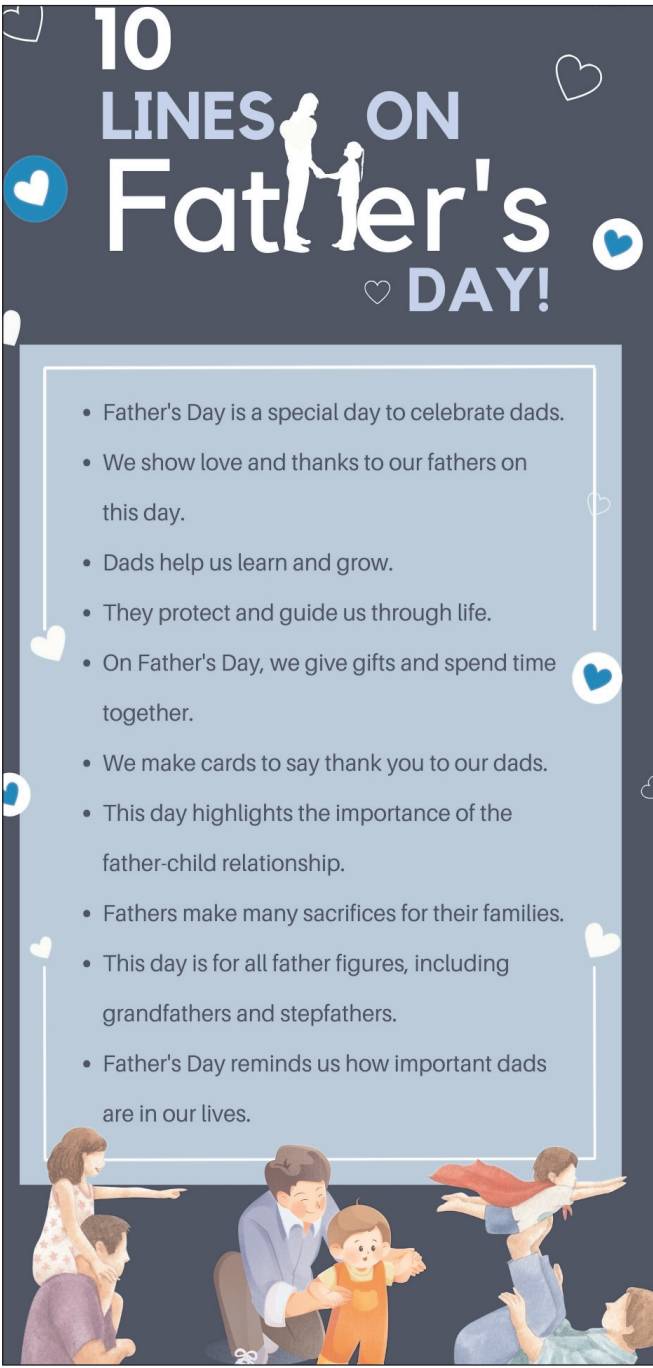 10
LINES ON
Father's
DAY!
• Father's Day is a special day to celebrate dads.
• We show love and thanks to our fathers on
this day.
• Dads help us learn and grow.
• They protect and guide us through life.
• On Father's Day, we give gifts and spend time
together.
• We make cards to say thank you to our dads.
• This day highlights the importance of the
father-child relationship.
• Fathers make many sacrifices for their families.
• This day is for all father figures, including
grandfathers and stepfathers.
• Father's Day reminds us how important dads
are in our lives.